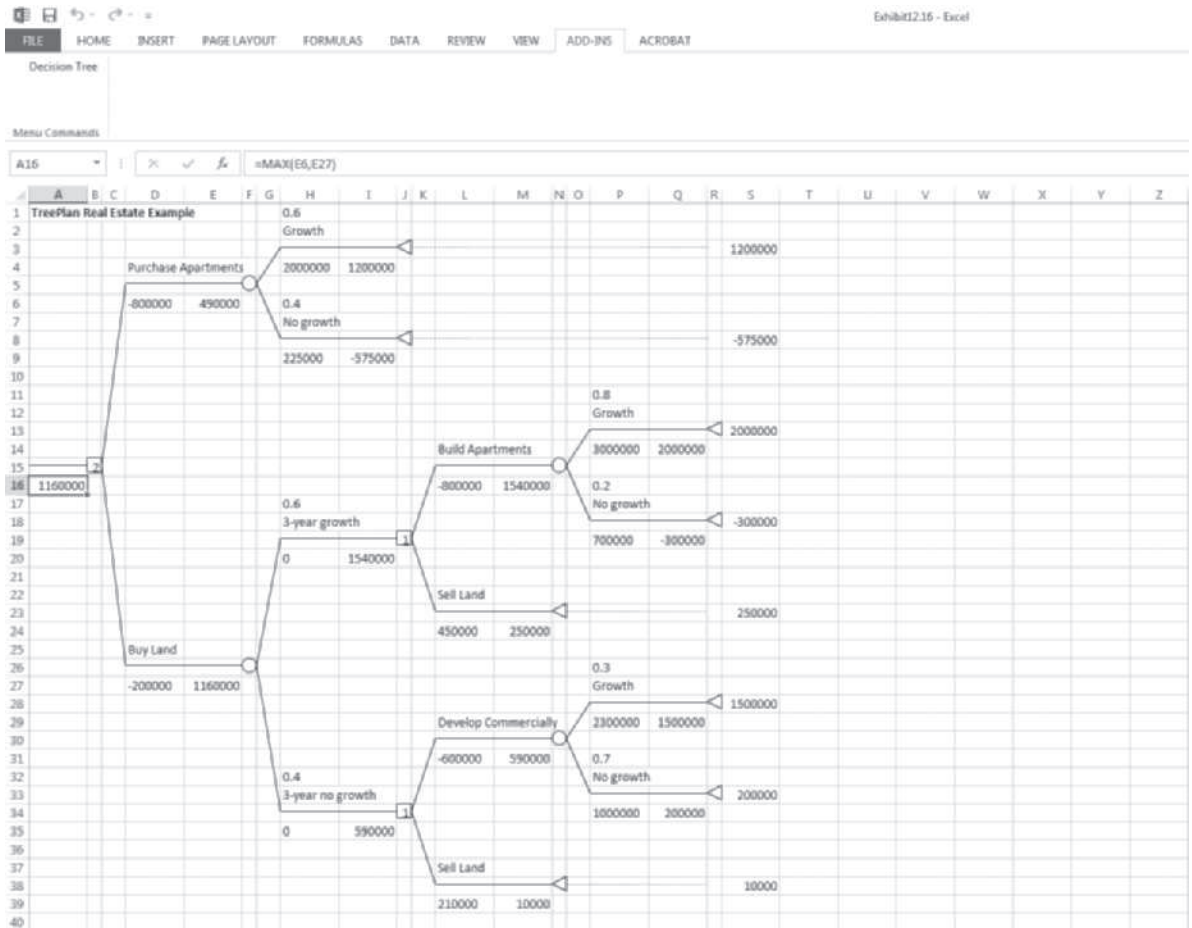 Exhibit12.16 - Excel
FILE HOME INSERT PAGE LAYOUT FORMULAS DATA REVIEW VIEW ADD-INS ACROBAT
Decision Tree
Menu Commands
A16 fx =MAX(E6,E27)
A B C D E F G H I J K L M N O P Q R S T U V W X Y Z
1 TreePlan Real Estate Example 0.6
2 Growth
3 1200000
4 Purchase Apartments 2000000 1200000
5
6 -800000 490000 0.4
7 No growth
8 -575000
9 225000 -575000
10
11 0.8
12 Growth
13 2000000
14 Build Apartments 3000000 2000000
15 2
16 1160000 -800000 1540000 0.2
17 0.6 No growth
18 3-year growth -300000
19 1 700000 -300000
20 0 1540000
21
22 Sell Land
23 250000
24 450000 250000
25 Buy Land
26 0.3
27 -200000 1160000 Growth
28 1500000
29 Develop Commercially 2300000 1500000
30
31 -600000 590000 0.7
32 0.4 No growth
33 3-year no growth 200000
34 1 1000000 200000
35 0 590000
36
37 Sell Land
38 10000
39 210000 10000
40